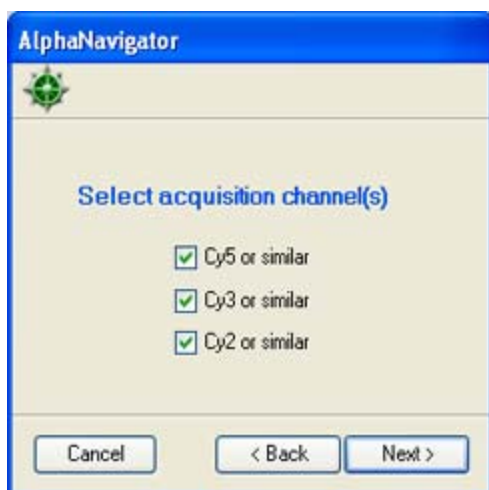 AlphaNavigator
Select acquisition channel(s)
Cy5 or similar
Cy3 or similar
Cy2 or similar
Cancel
< Back
Next >